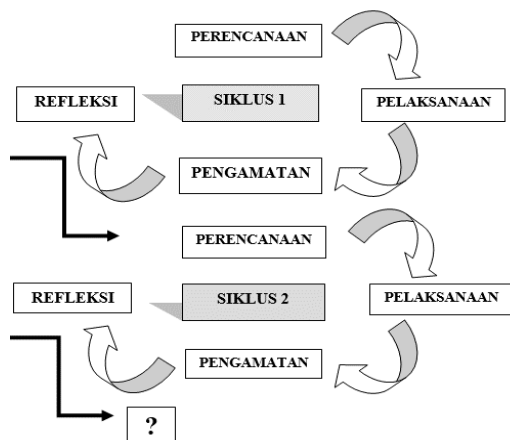 PERENCANAAN
REFLEKSI
SIKLUS 1
PELAKSANAAN
PENGAMATAN
PERENCANAAN
REFLEKSI
SIKLUS 2
PELAKSANAAN
PENGAMATAN
?